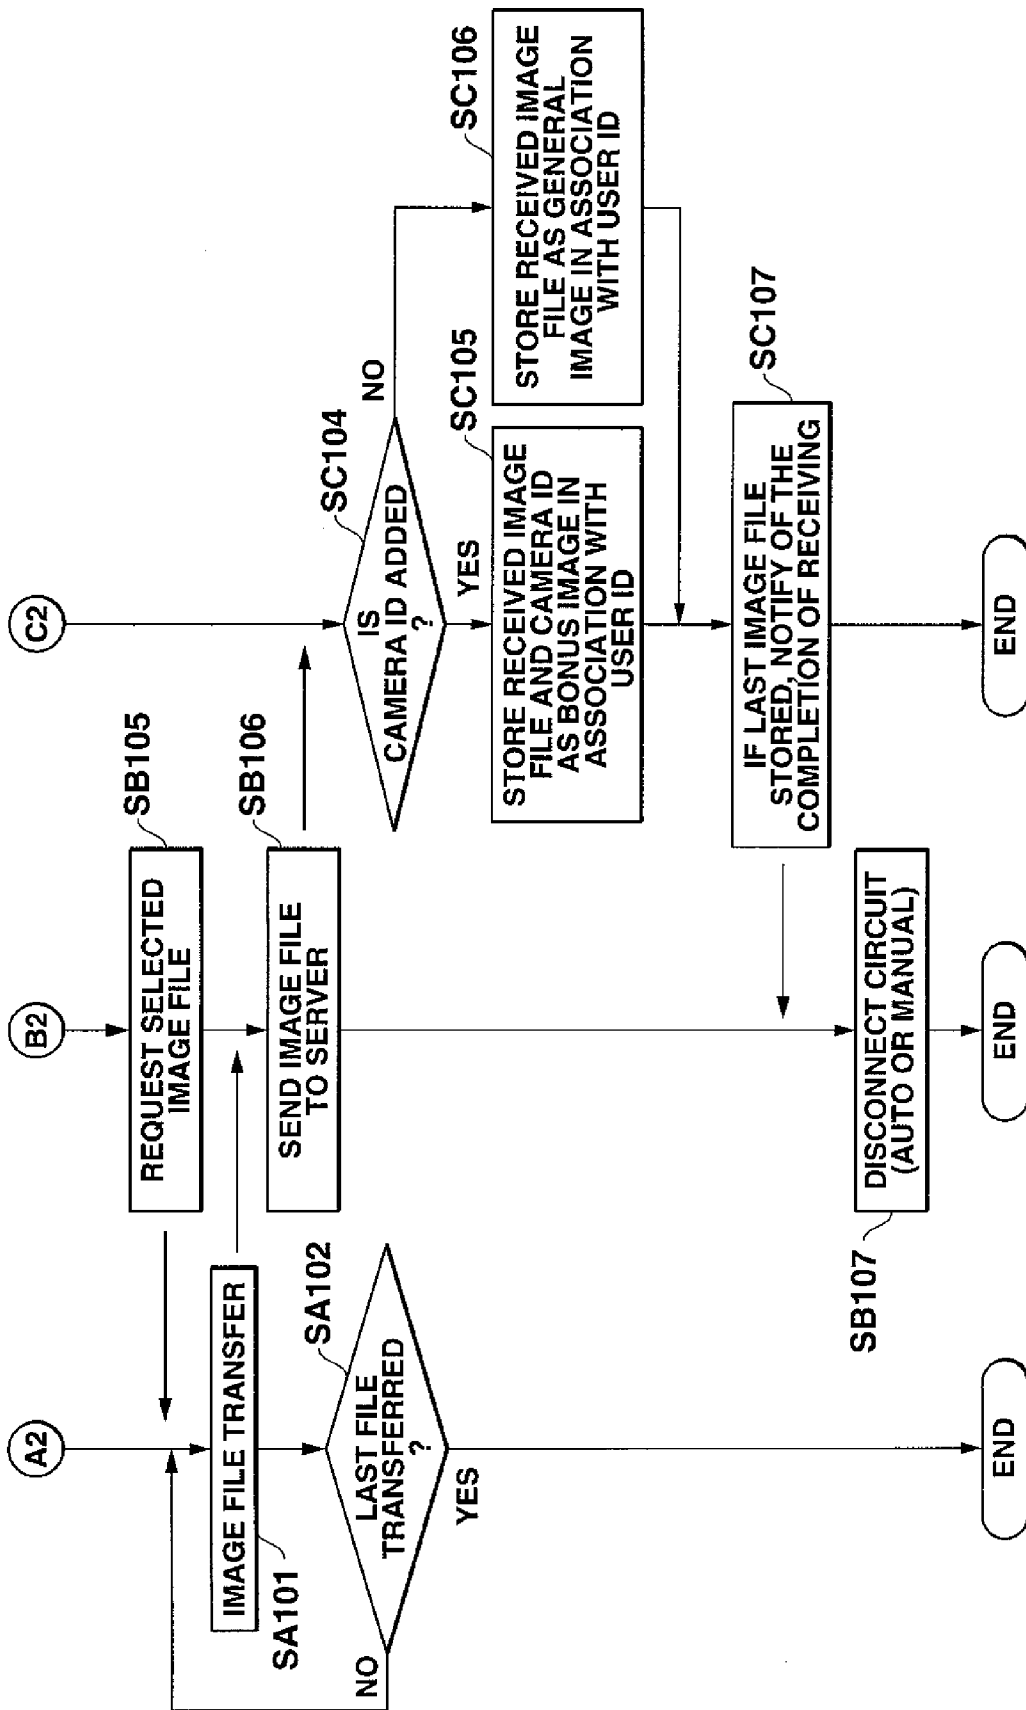 A2
IMAGE FILE TRANSFER
SA101
LAST FILE
TRANSFERRED
?
SA102
NO
YES
END
B2
REQUEST SELECTED
IMAGE FILE
SB105
SEND IMAGE FILE
TO SERVER
SB106
DISCONNECT CIRCUIT
(AUTO OR MANUAL)
SB107
END
C2
IS
CAMERA ID ADDED
?
SC104
NO
YES
STORE RECEIVED IMAGE
FILE AND CAMERA ID
AS BONUS IMAGE IN
ASSOCIATION WITH
USER ID
SC105
STORE RECEIVED IMAGE
FILE AS GENERAL
IMAGE IN ASSOCIATION
WITH USER ID
SC106
IF LAST IMAGE FILE
STORED, NOTIFY OF THE
COMPLETION OF RECEIVING
SC107
END